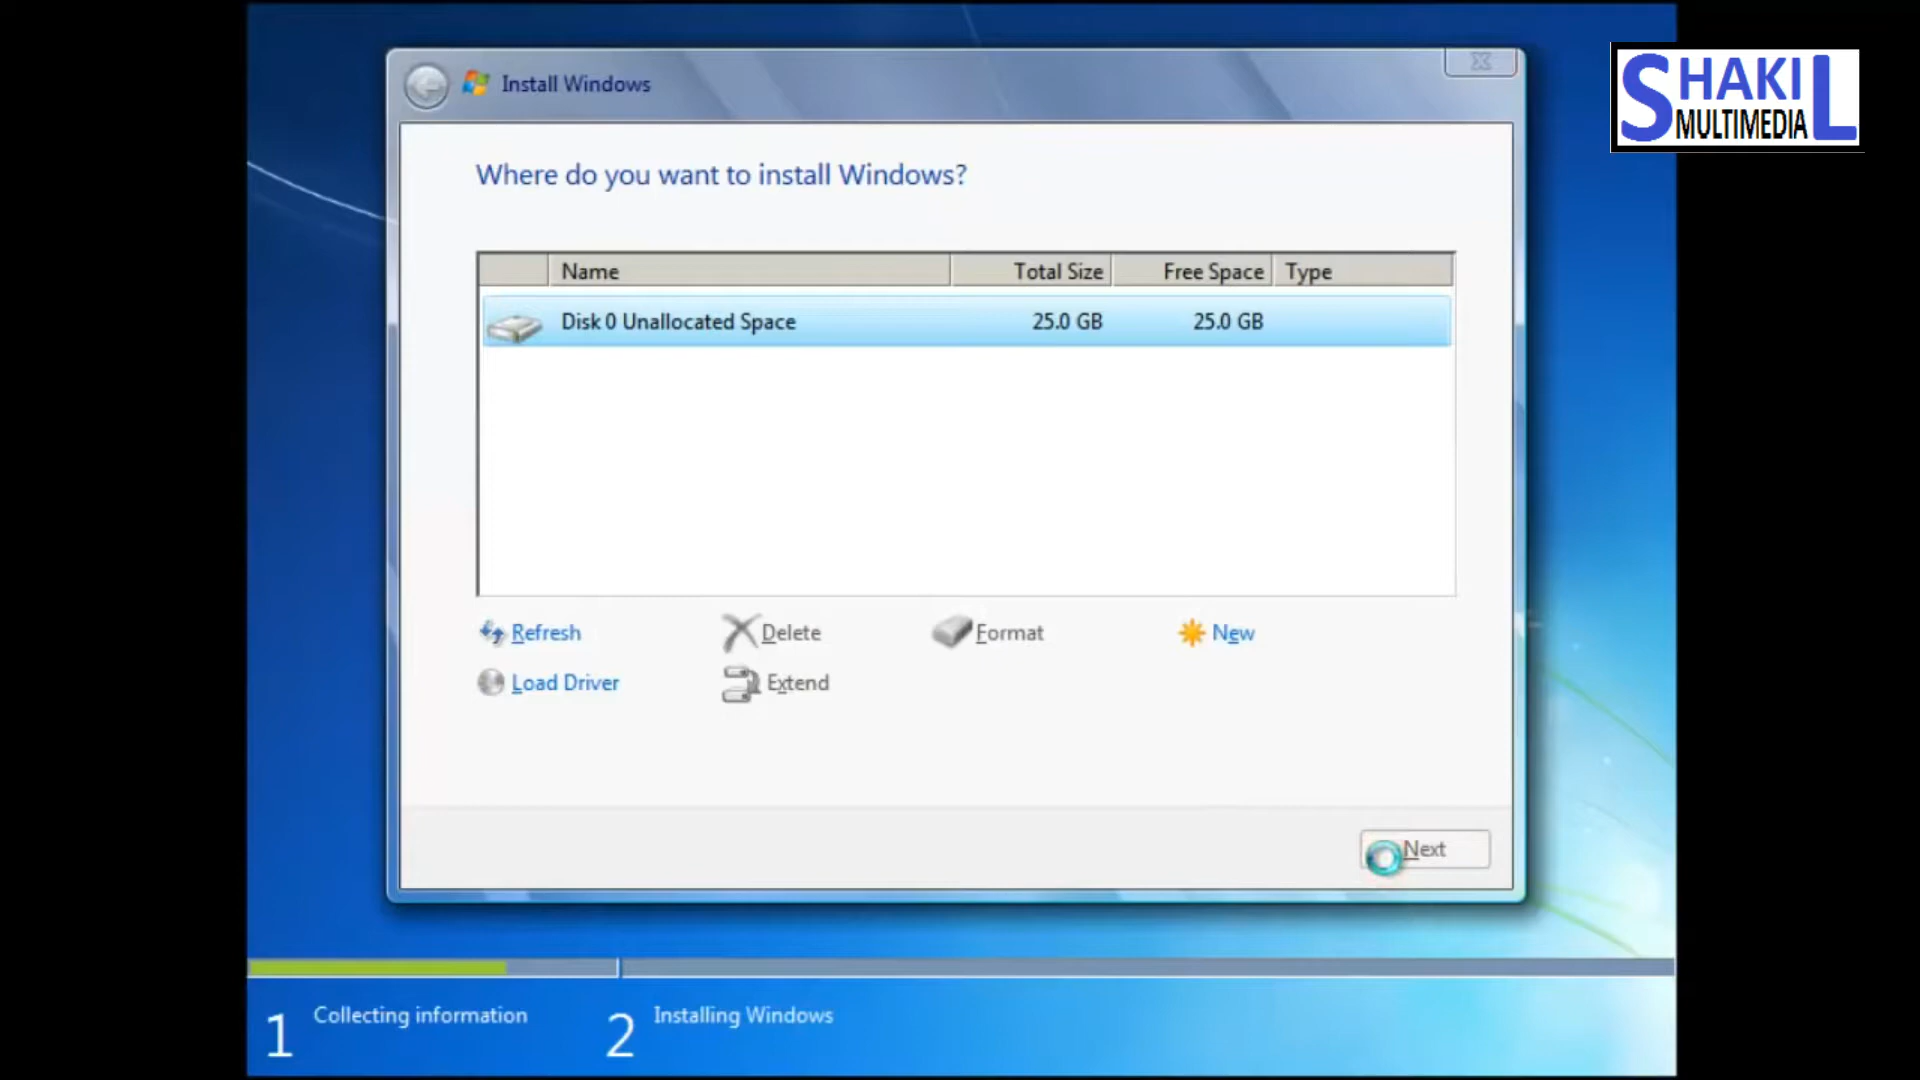 Install Windows
SHAKIL
MULTIMEDIA
Where do you want to install Windows?
Name Total Size Free Space Type
Disk 0 Unallocated Space 25.0 GB 25.0 GB
Refresh Delete Format New
Load Driver Extend
Next
1 Collecting information 2 Installing Windows